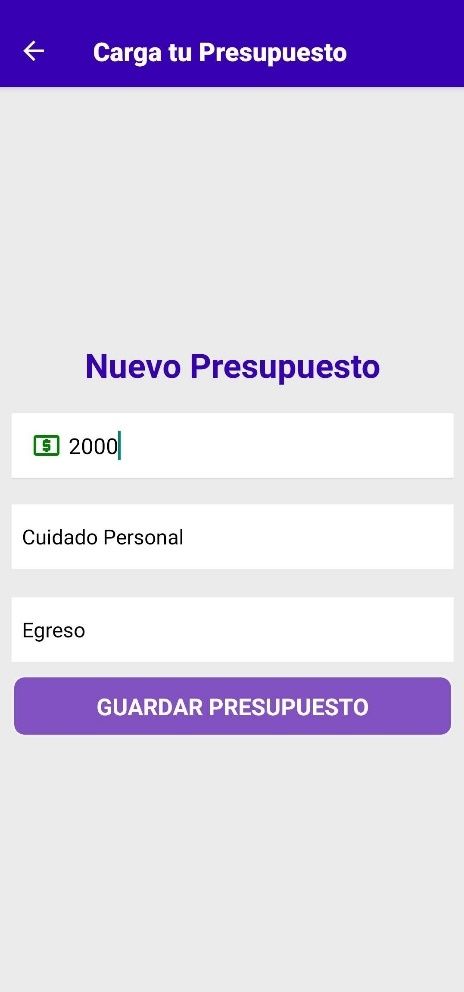 Carga tu Presupuesto
Nuevo Presupuesto
$ 2000
Cuidado Personal
Egreso
GUARDAR PRESUPUESTO